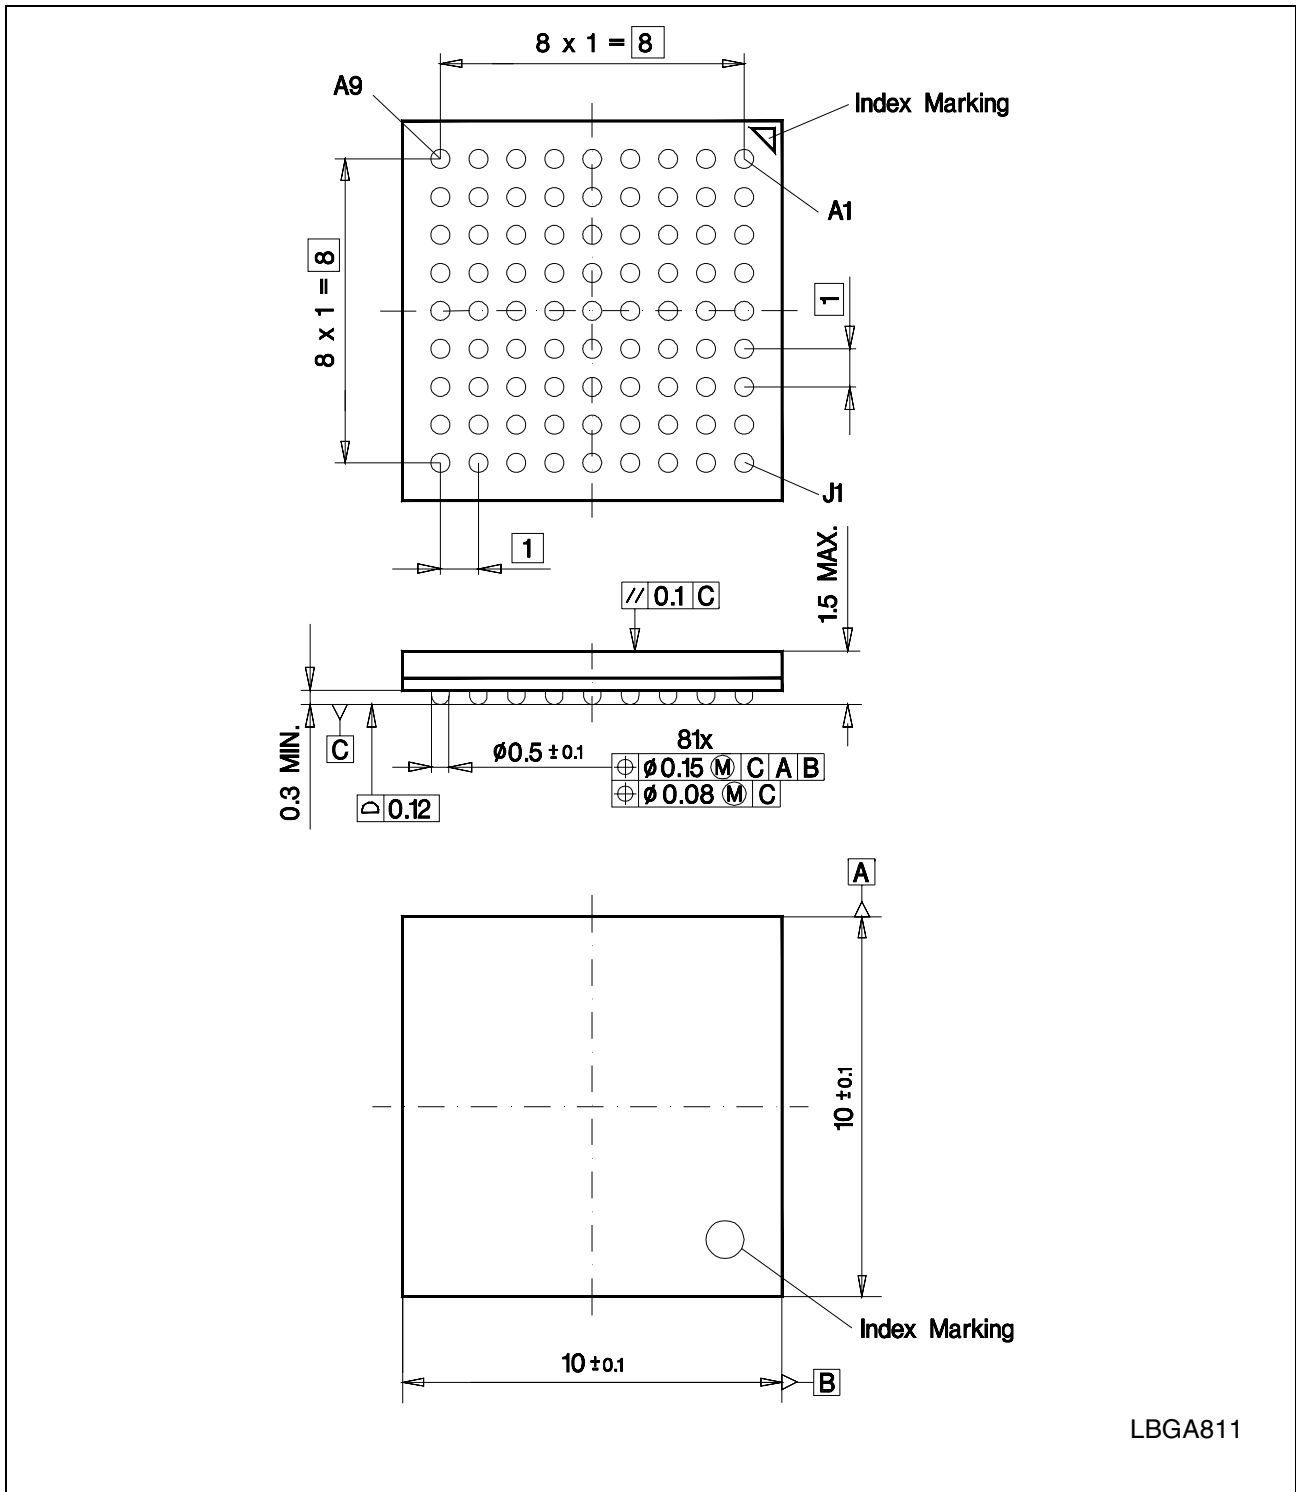 8 x 1 = 8
A9
Index Marking
A1
8 x 1 = 8
1
J1
1
1.5 MAX.
// 0.1 C
0.3 MIN.
C
ø0.5 ±0.1
81x
⌖ ø0.15 Ⓜ C A B
⌖ ø0.08 Ⓜ C
⌓ 0.12
A
10 ±0.1
Index Marking
10 ±0.1
B
LBGA811